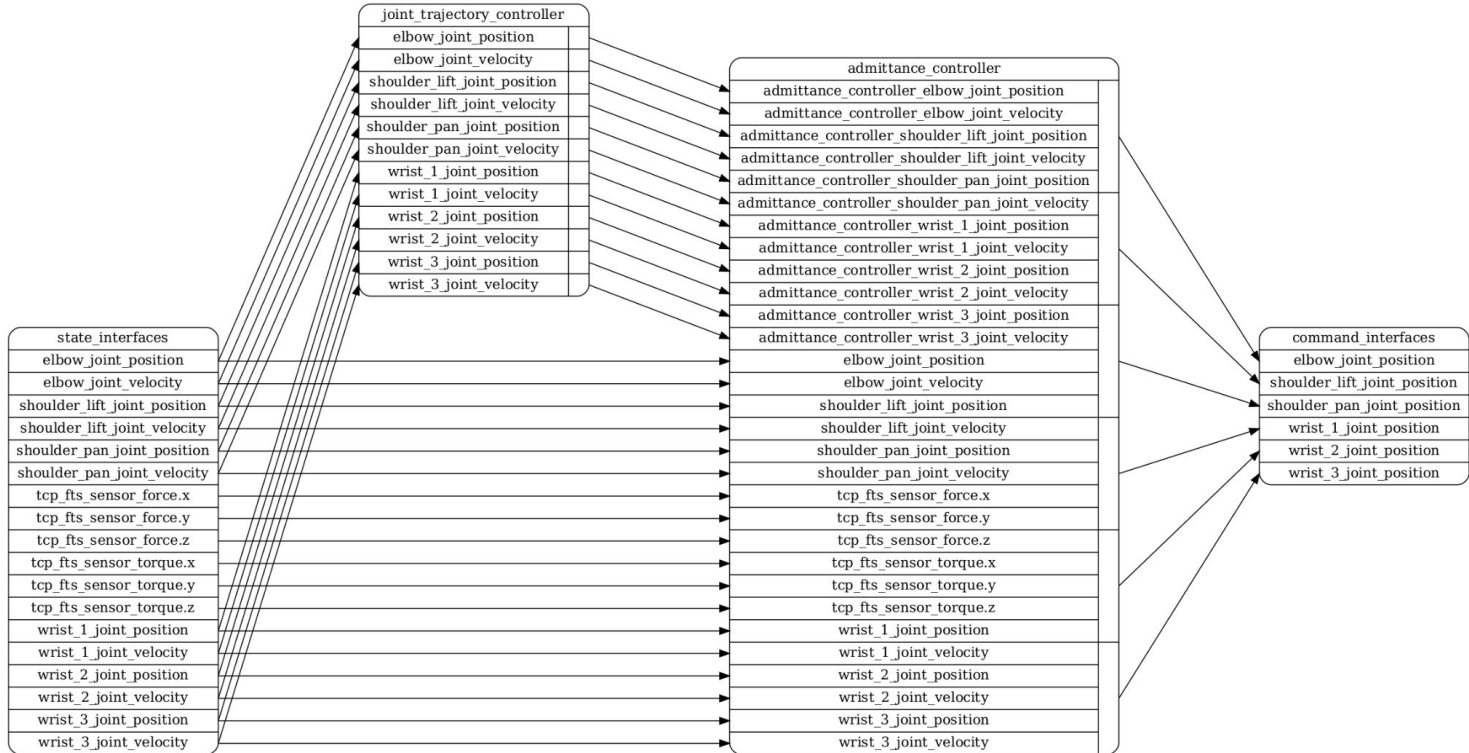 joint_trajectory_controller
elbow_joint_position
elbow_joint_velocity
shoulder_lift_joint_position
shoulder_lift_joint_velocity
shoulder_pan_joint_position
shoulder_pan_joint_velocity
wrist_1_joint_position
wrist_1_joint_velocity
wrist_2_joint_position
wrist_2_joint_velocity
wrist_3_joint_position
wrist_3_joint_velocity
state_interfaces
elbow_joint_position
elbow_joint_velocity
shoulder_lift_joint_position
shoulder_lift_joint_velocity
shoulder_pan_joint_position
shoulder_pan_joint_velocity
tcp_fts_sensor_force.x
tcp_fts_sensor_force.y
tcp_fts_sensor_force.z
tcp_fts_sensor_torque.x
tcp_fts_sensor_torque.y
tcp_fts_sensor_torque.z
wrist_1_joint_position
wrist_1_joint_velocity
wrist_2_joint_position
wrist_2_joint_velocity
wrist_3_joint_position
wrist_3_joint_velocity
admittance_controller
admittance_controller_elbow_joint_position
admittance_controller_elbow_joint_velocity
admittance_controller_shoulder_lift_joint_position
admittance_controller_shoulder_lift_joint_velocity
admittance_controller_shoulder_pan_joint_position
admittance_controller_shoulder_pan_joint_velocity
admittance_controller_wrist_1_joint_position
admittance_controller_wrist_1_joint_velocity
admittance_controller_wrist_2_joint_position
admittance_controller_wrist_2_joint_velocity
admittance_controller_wrist_3_joint_position
admittance_controller_wrist_3_joint_velocity
elbow_joint_position
elbow_joint_velocity
shoulder_lift_joint_position
shoulder_lift_joint_velocity
shoulder_pan_joint_position
shoulder_pan_joint_velocity
tcp_fts_sensor_force.x
tcp_fts_sensor_force.y
tcp_fts_sensor_force.z
tcp_fts_sensor_torque.x
tcp_fts_sensor_torque.y
tcp_fts_sensor_torque.z
wrist_1_joint_position
wrist_1_joint_velocity
wrist_2_joint_position
wrist_2_joint_velocity
wrist_3_joint_position
wrist_3_joint_velocity
command_interfaces
elbow_joint_position
shoulder_lift_joint_position
shoulder_pan_joint_position
wrist_1_joint_position
wrist_2_joint_position
wrist_3_joint_position